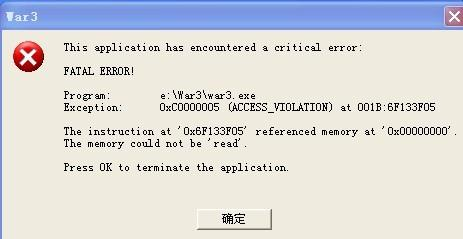 War3
This application has encountered a critical error:
FATAL ERROR!
Program: e:\War3\war3.exe
Exception: 0xC0000005 (ACCESS_VIOLATION) at 001B:6F133F05
The instruction at '0x6F133F05' referenced memory at '0x00000000'.
The memory could not be 'read'.
Press OK to terminate the application.
确定